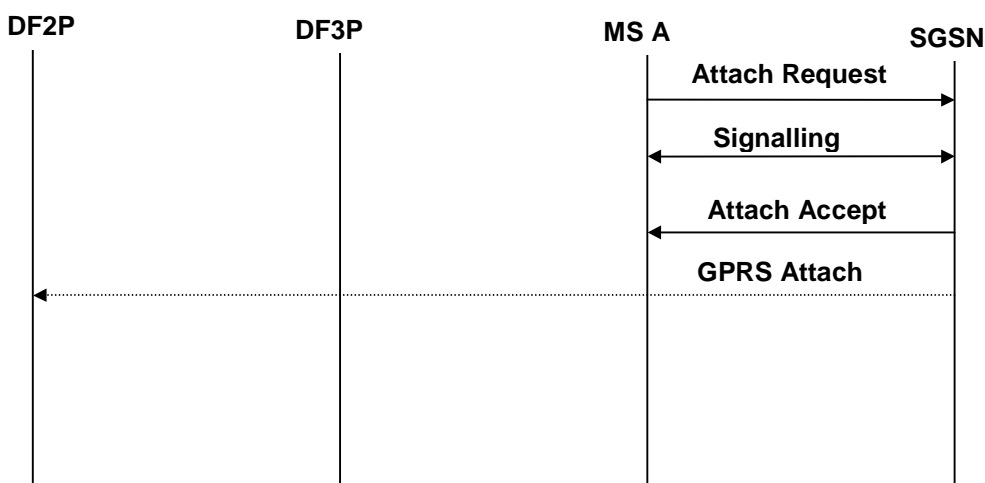 DF2P
DF3P
MS A
SGSN
Attach Request
Signalling
Attach Accept
GPRS Attach